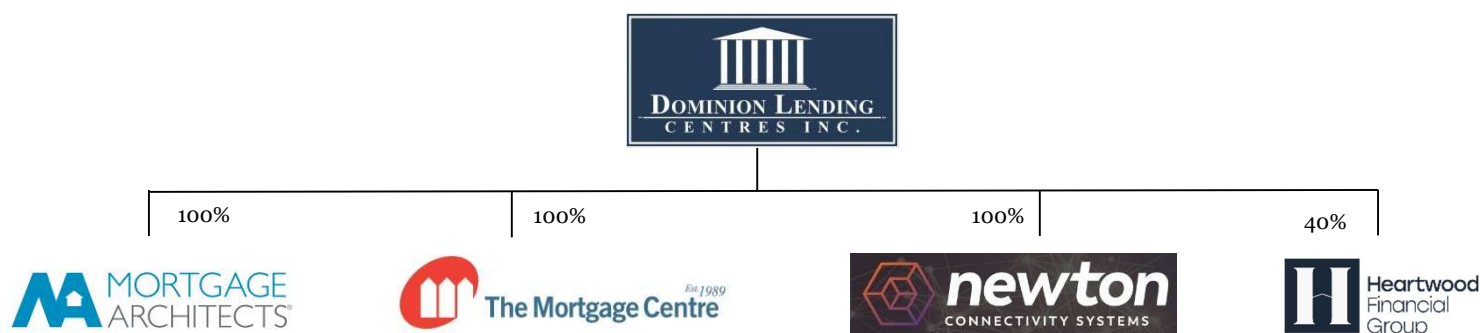 DOMINION LENDING
CENTRES INC.
100%
100%
100%
40%
MORTGAGE
ARCHITECTS®
Est. 1989
The Mortgage Centre
newton
CONNECTIVITY SYSTEMS
Heartwood
Financial
Group